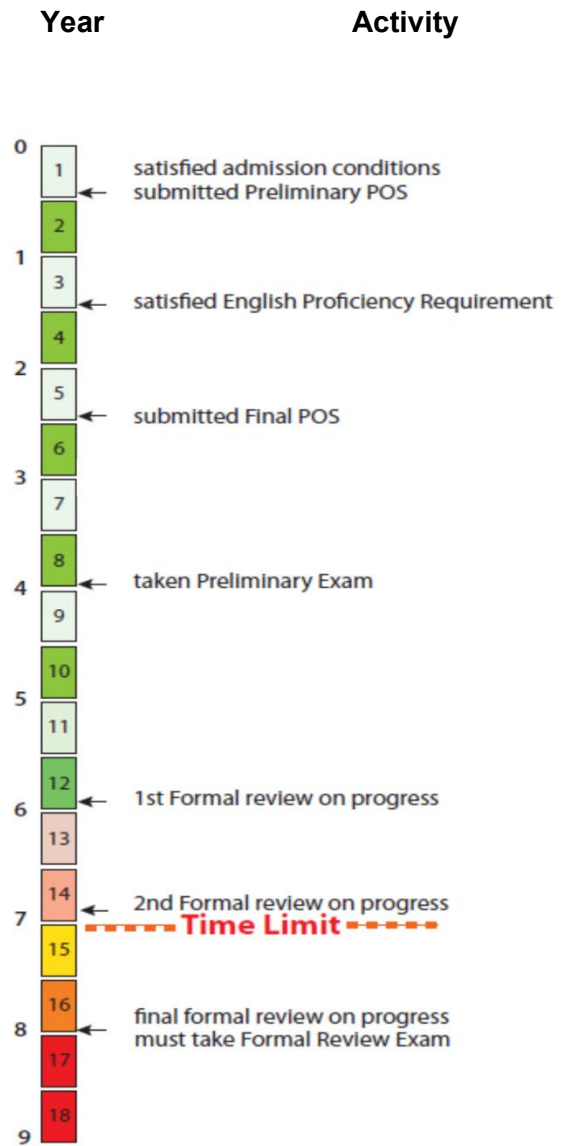 Year Activity
0
1 satisfied admission conditions
submitted Preliminary POS
2
1
3
satisfied English Proficiency Requirement
4
2
5
submitted Final POS
6
3
7
8
taken Preliminary Exam
4
9
10
5
11
12
1st Formal review on progress
6
13
14
2nd Formal review on progress
7
Time Limit
15
16
final formal review on progress
8
must take Formal Review Exam
17
18
9